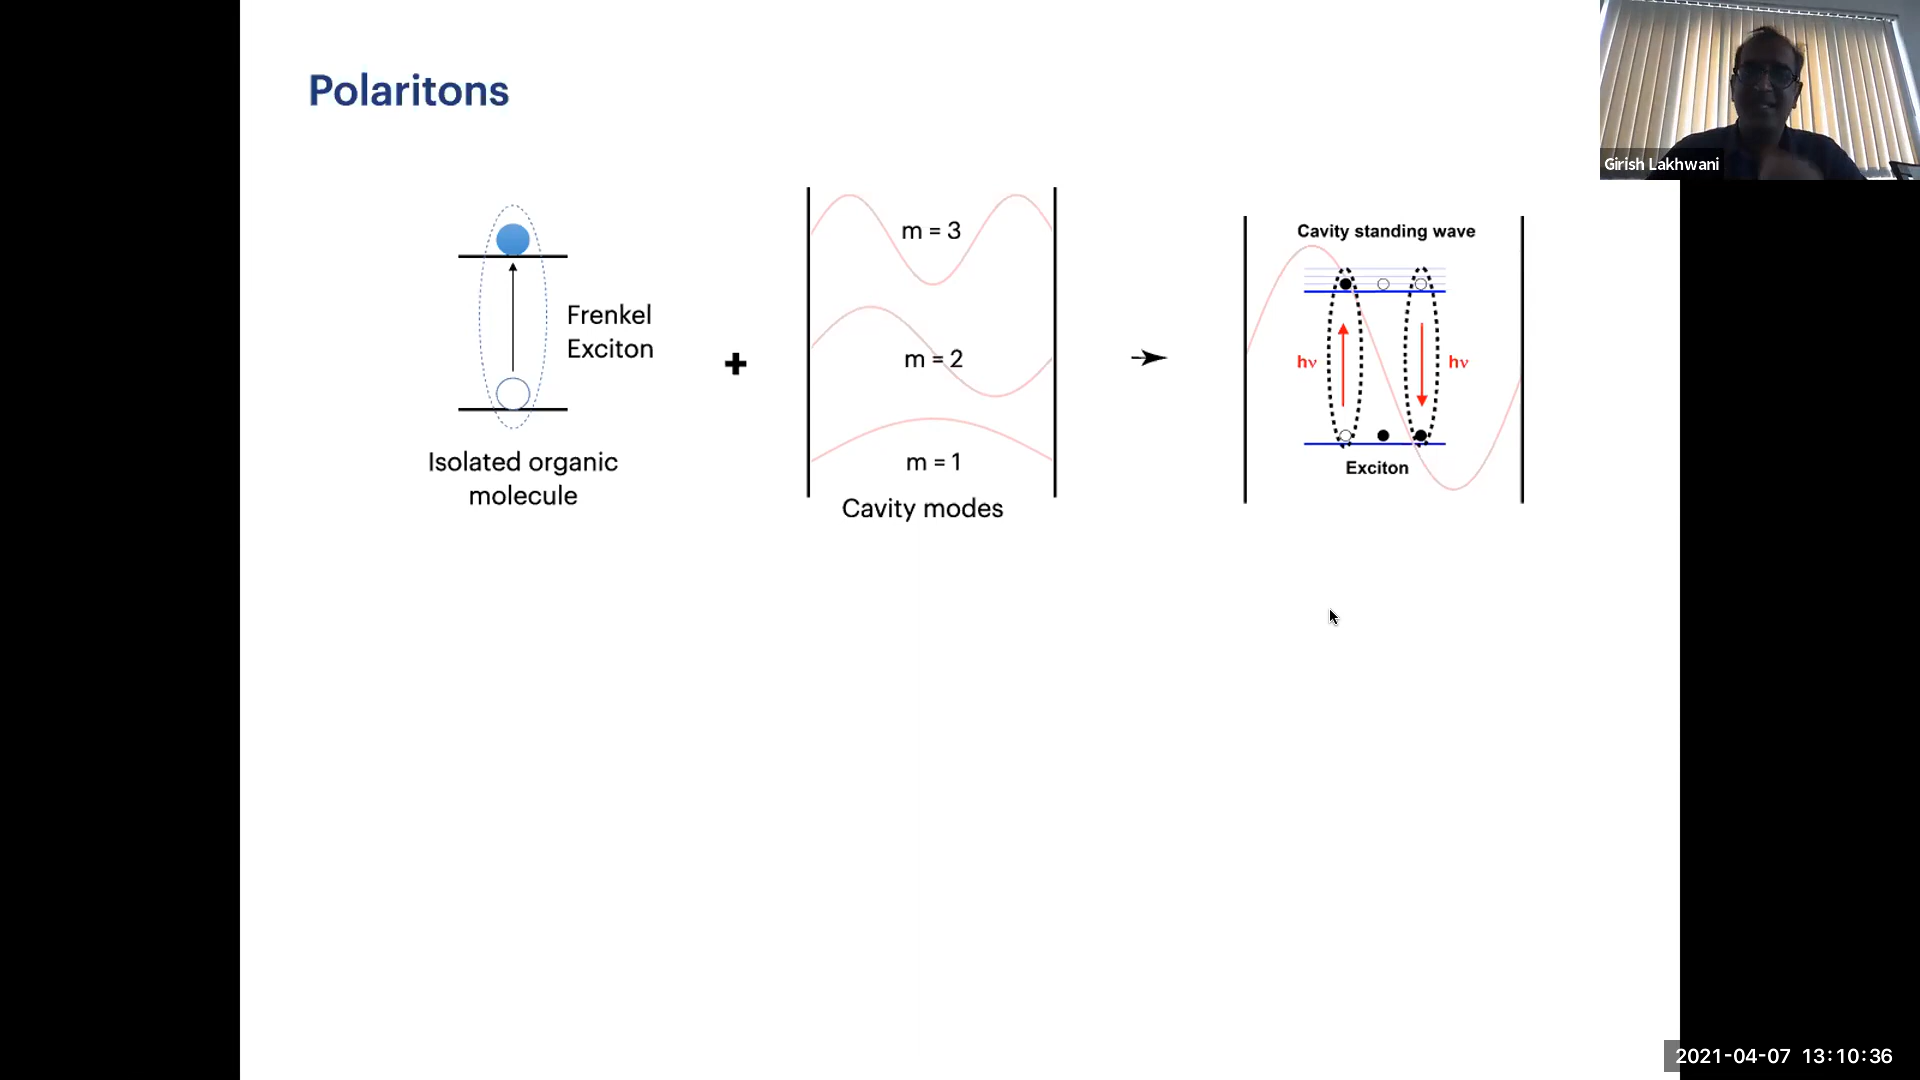 Polaritons
Girish Lakhwani
Frenkel
Exciton
Isolated organic
molecule
+
m = 3
m = 2
m = 1
Cavity modes
Cavity standing wave
hν
hν
Exciton
2021-04-07 13:10:36